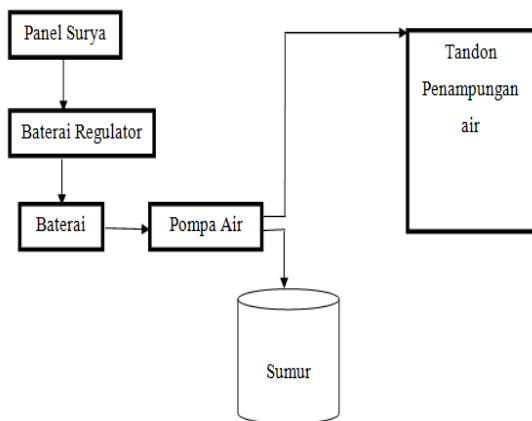 Panel Surya
Tandon
Penampungan
air
Baterai Regulator
Baterai
Pompa Air
Sumur